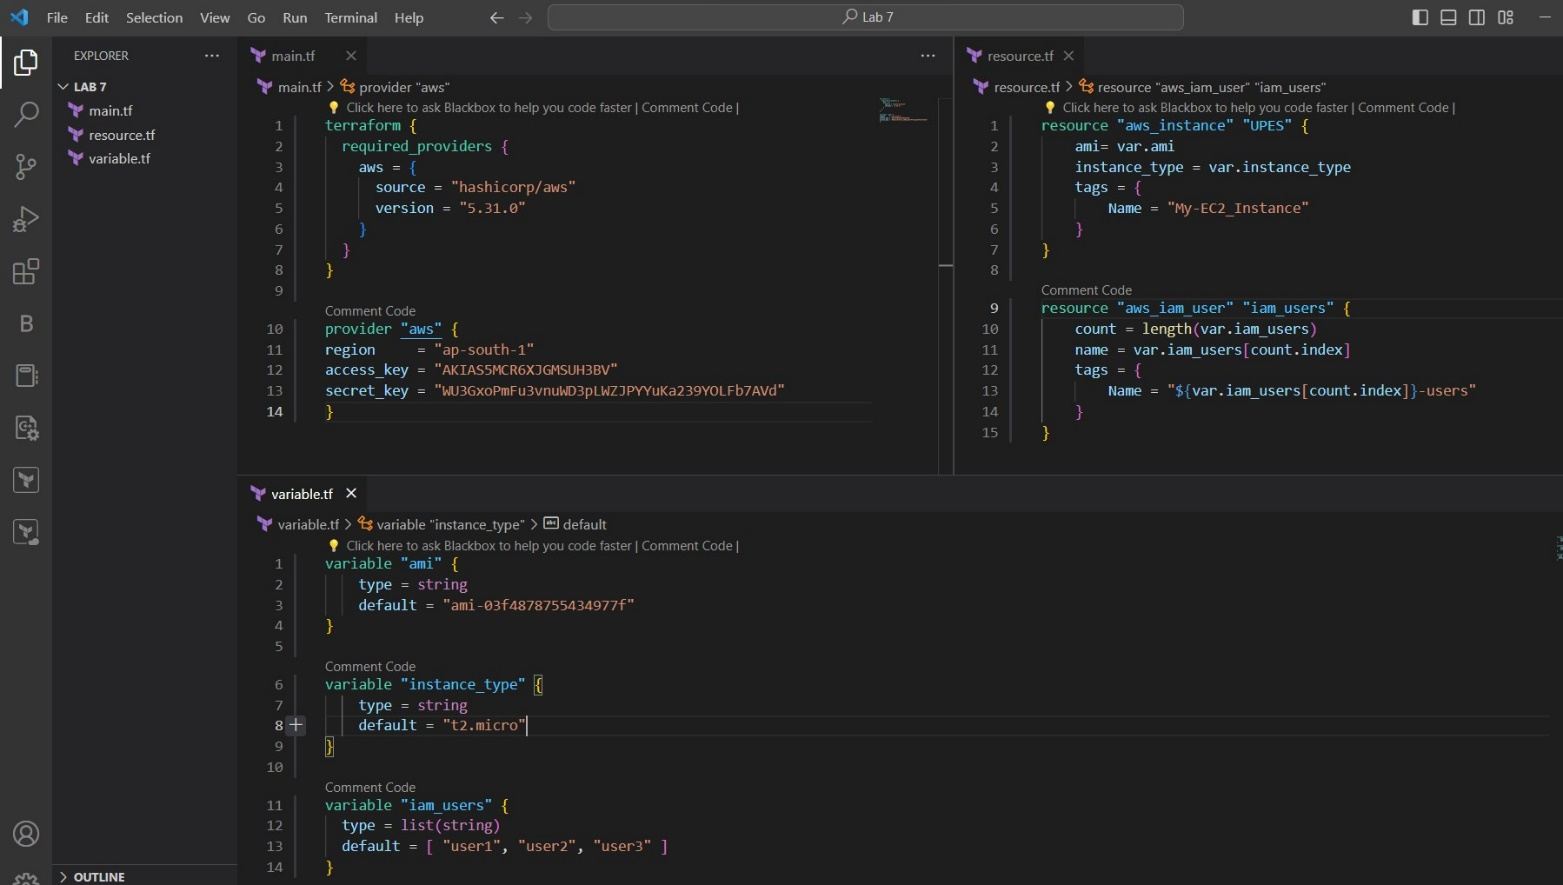 File Edit Selection View Go Run Terminal Help
Lab 7
EXPLORER
LAB 7
main.tf
resource.tf
variable.tf
OUTLINE
main.tf
main.tf > provider "aws"
Click here to ask Blackbox to help you code faster | Comment Code |
1 terraform {
2 required_providers {
3 aws = {
4 source = "hashicorp/aws"
5 version = "5.31.0"
6 }
7 }
8 }
9
Comment Code
10 provider "aws" {
11 region = "ap-south-1"
12 access_key = "AKIAS5MCR6XJGMSUH3BV"
13 secret_key = "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"
14 }
resource.tf
resource.tf > resource "aws_iam_user" "iam_users"
Click here to ask Blackbox to help you code faster | Comment Code |
1 resource "aws_instance" "UPES" {
2 ami= var.ami
3 instance_type = var.instance_type
4 tags = {
5 Name = "My-EC2_Instance"
6 }
7 }
8
Comment Code
9 resource "aws_iam_user" "iam_users" {
10 count = length(var.iam_users)
11 name = var.iam_users[count.index]
12 tags = {
13 Name = "${var.iam_users[count.index]}-users"
14 }
15 }
variable.tf
variable.tf > variable "instance_type" > default
Click here to ask Blackbox to help you code faster | Comment Code |
1 variable "ami" {
2 type = string
3 default = "ami-03f4878755434977f"
4 }
5
Comment Code
6 variable "instance_type" {
7 type = string
8 default = "t2.micro"
9 }
10
Comment Code
11 variable "iam_users" {
12 type = list(string)
13 default = [ "user1", "user2", "user3" ]
14 }